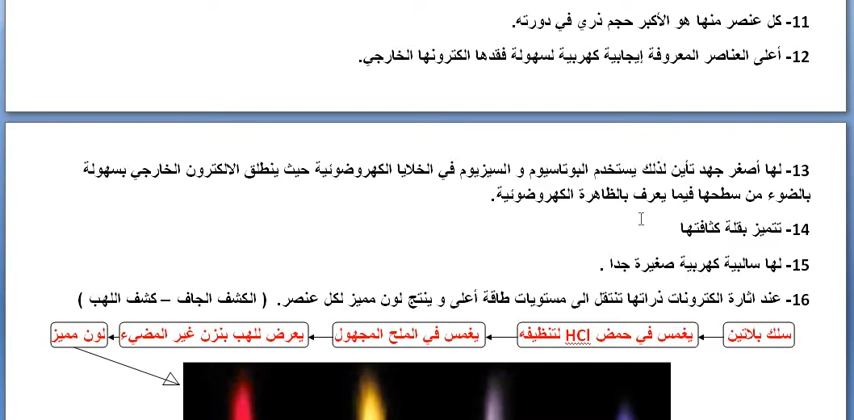 11- كل عنصر منها هو الأكبر حجم ذري في دورته.
12- أعلى العناصر المعروفة إيجابية كهربية لسهولة فقدها الكترونها الخارجي.
13- لها أصغر جهد تأين لذلك يستخدم البوتاسيوم و السيزيوم في الخلايا الكهروضوئية حيث ينطلق الالكترون الخارجي بسهولة
بالضوء من سطحها فيما يعرف بالظاهرة الكهروضوئية.
14- تتميز بقلة كثافتها
15- لها سالبية كهربية صغيرة جدا .
16- عند اثارة الكترونات ذراتها تنتقل الى مستويات طاقة أعلى و ينتج لون مميز لكل عنصر. ( الكشف الجاف – كشف اللهب )
سلك بلاتين يغمس في حمض HCl لتنظيفه يغمس في الملح المجهول يعرض للهب بنزن غير المضيء لون مميز